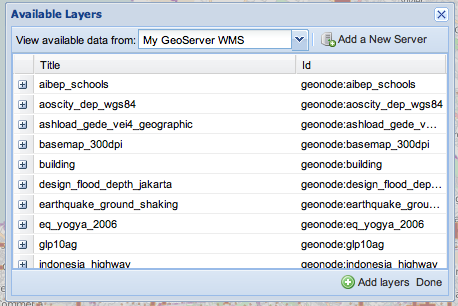 Available Layers
View available data from: My GeoServer WMS Add a New Server
Title Id
aibep_schools geonode:aibep_schools
aoscity_dep_wgs84 geonode:aoscity_dep_wgs84
ashload_gede_vei4_geographic geonode:ashload_gede_v...
basemap_300dpi geonode:basemap_300dpi
building geonode:building
design_flood_depth_jakarta geonode:design_flood_dep...
earthquake_ground_shaking geonode:earthquake_grou...
eq_yogya_2006 geonode:eq_yogya_2006
glp10ag geonode:glp10ag
indonesia_highway geonode:indonesia_highway
Add layers Done